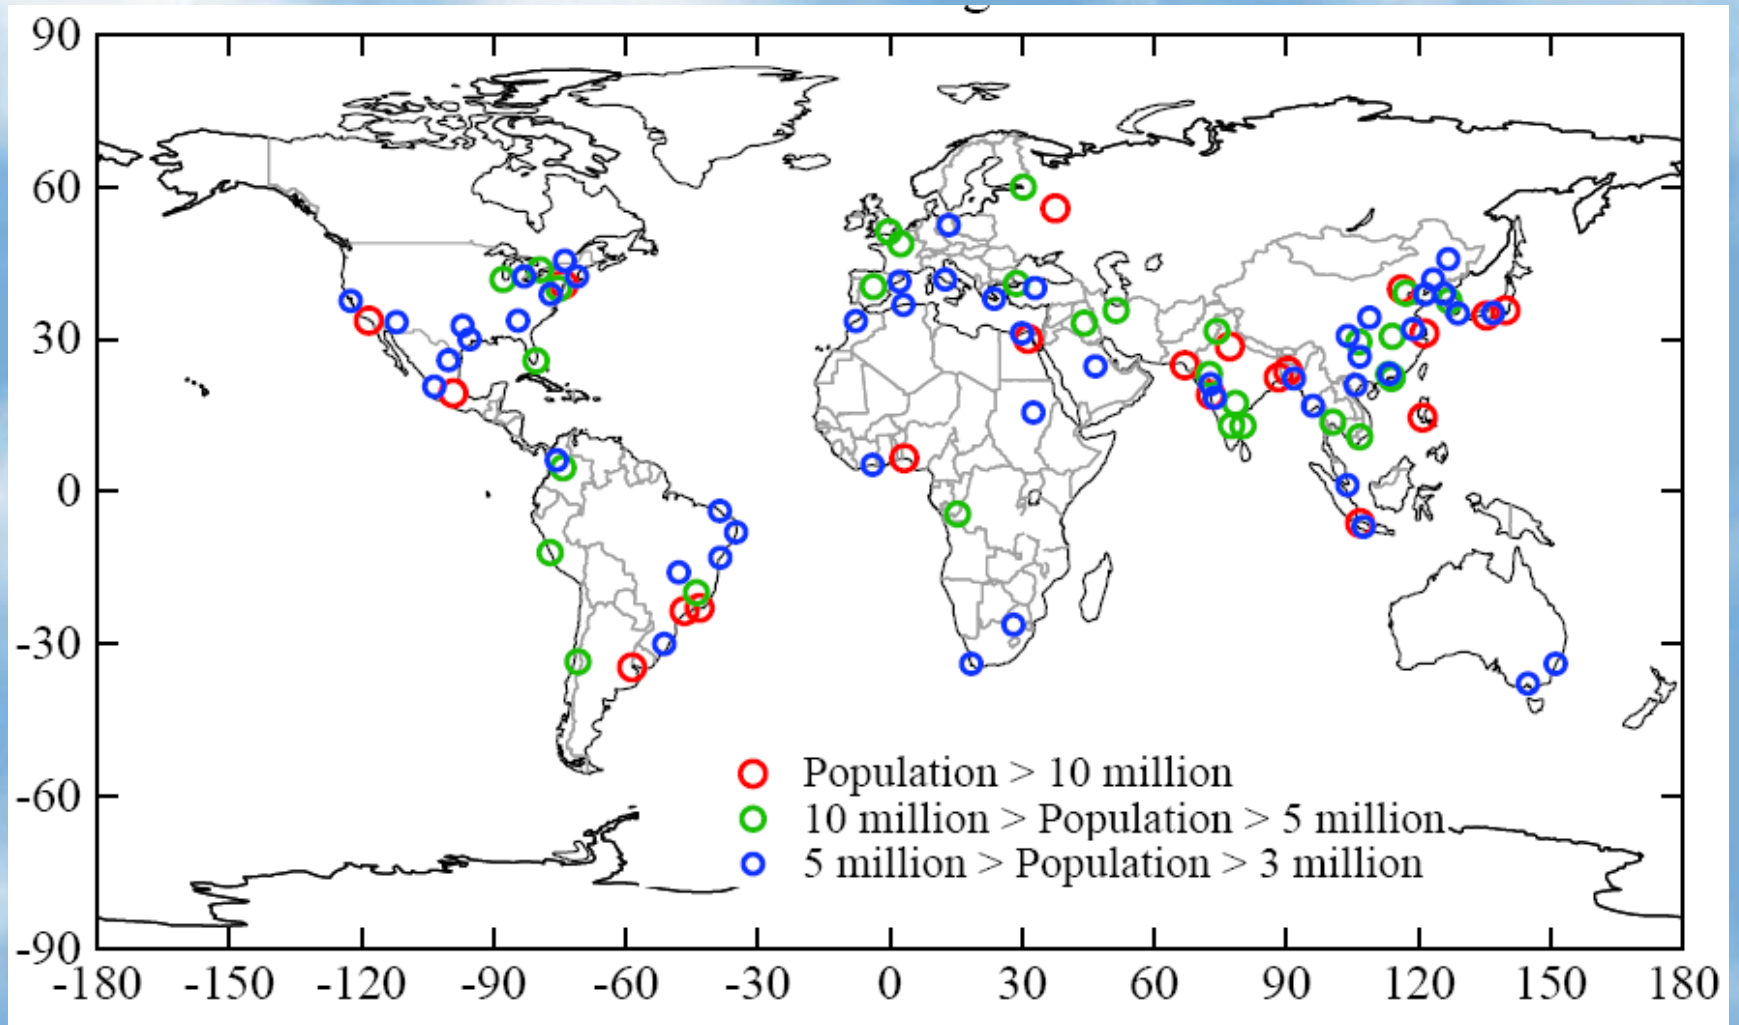 90
60
30
0
-30
-60
-90
Population > 10 million
10 million > Population > 5 million
5 million > Population > 3 million
-180 -150 -120 -90 -60 -30 0 30 60 90 120 150 180